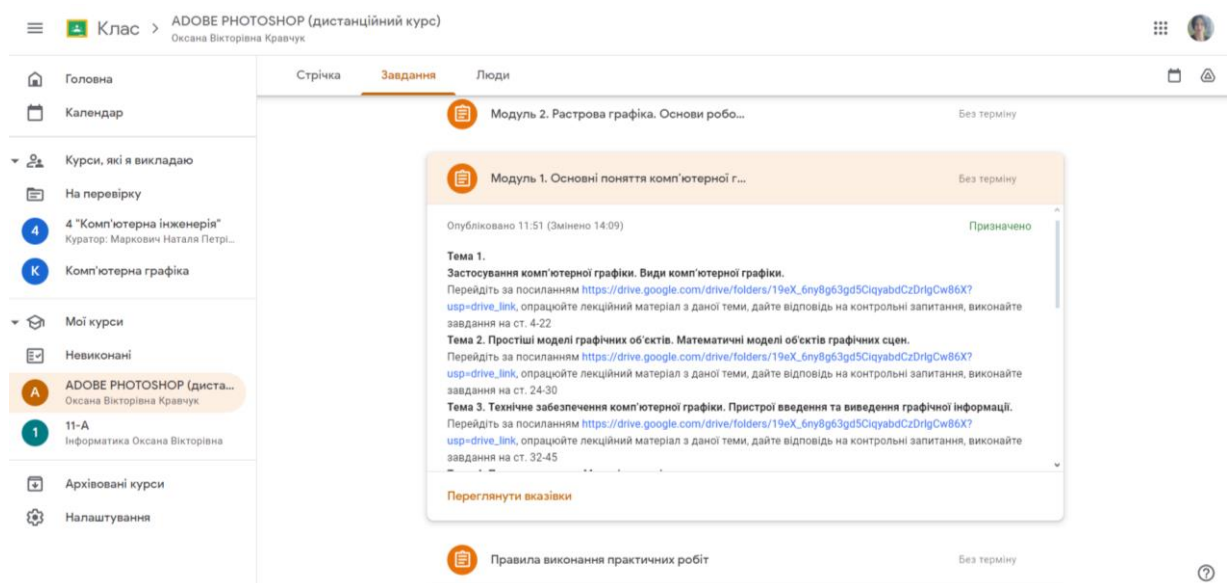 Клас > ADOBE PHOTOSHOP (дистанційний курс)
Оксана Вікторівна Кравчук
Головна
Календар
Курси, які я викладаю
На перевірку
4
4 "Комп'ютерна інженерія"
Куратор: Маркович Наталя Петрі...
К
Комп'ютерна графіка
Мої курси
Невиконані
A
ADOBE PHOTOSHOP (диста...
Оксана Вікторівна Кравчук
1
11-А
Інформатика Оксана Вікторівна
Архівовані курси
Налаштування
Стрічка Завдання Люди
Модуль 2. Растрова графіка. Основи робо... Без терміну
Модуль 1. Основні поняття комп'ютерної г... Без терміну
Опубліковано 11:51 (Змінено 14:09) Призначено
Тема 1.
Застосування комп'ютерної графіки. Види комп'ютерної графіки.
Перейдіть за посиланням https://drive.google.com/drive/folders/19eX_6ny8g63gd5CiqyabdCzDrIgCw86X?
usp=drive_link, опрацюйте лекційний матеріал з даної теми, дайте відповідь на контрольні запитання, виконайте
завдання на ст. 4-22
Тема 2. Простіші моделі графічних об'єктів. Математичні моделі об'єктів графічних сцен.
Перейдіть за посиланням https://drive.google.com/drive/folders/19eX_6ny8g63gd5CiqyabdCzDrIgCw86X?
usp=drive_link, опрацюйте лекційний матеріал з даної теми, дайте відповідь на контрольні запитання, виконайте
завдання на ст. 24-30
Тема 3. Технічне забезпечення комп'ютерної графіки. Пристрої введення та виведення графічної інформації.
Перейдіть за посиланням https://drive.google.com/drive/folders/19eX_6ny8g63gd5CiqyabdCzDrIgCw86X?
usp=drive_link, опрацюйте лекційний матеріал з даної теми, дайте відповідь на контрольні запитання, виконайте
завдання на ст. 32-45
Переглянути вказівки
Правила виконання практичних робіт Без терміну